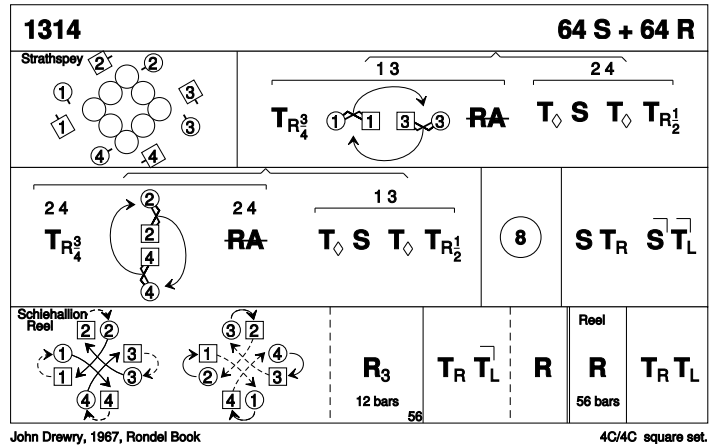 1314 64 S + 64 R
Strathspey
2 2
1 3
1 3
4 4
1 3 2 4
T R 3/4 1 1 3 3 RA T ◊ S T ◊ T R 1/2
2 4 2 4 1 3
T R 3/4 2 2 4 4 RA T ◊ S T ◊ T R 1/2
8
S T R S T L
Schiehallion
Reel
2 2 3 2
1 3 1 4
1 3 2 3
4 4 4 1
R3
12 bars
56
T R T L
R
Reel
R
56 bars
T R T L
John Drewry, 1967, Rondel Book 4C/4C square set.